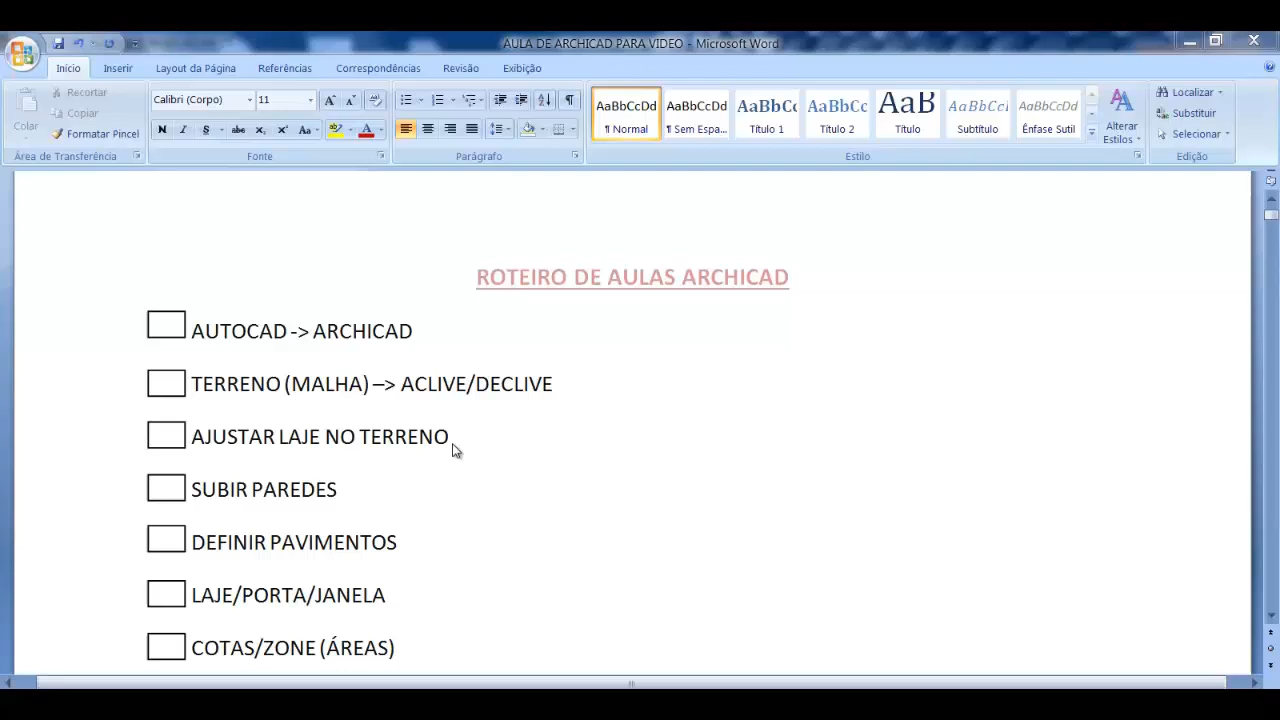 AULA DE ARCHICAD PARA VIDEO - Microsoft Word
Início Inserir Layout da Página Referências Correspondências Revisão Exibição
Colar
Recortar
Copiar
Formatar Pincel
Área de Transferência
Calibri (Corpo) 11
N I S abc x₂ x² Aa A
Fonte
Parágrafo
AaBbCcDd AaBbCcDd AaBbCc AaBbCc AaB AaBbCcI AaBbCcDd
¶ Normal ¶ Sem Espa... Título 1 Título 2 Título Subtítulo Ênfase Sutil
Estilo
Alterar Estilos
Localizar
Substituir
Selecionar
Edição
ROTEIRO DE AULAS ARCHICAD
AUTOCAD -> ARCHICAD
TERRENO (MALHA) –> ACLIVE/DECLIVE
AJUSTAR LAJE NO TERRENO
SUBIR PAREDES
DEFINIR PAVIMENTOS
LAJE/PORTA/JANELA
COTAS/ZONE (ÁREAS)